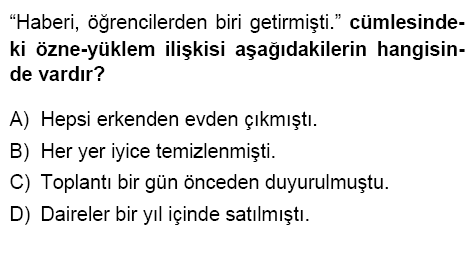 “Haberi, öğrencilerden biri getirmişti.” cümlesinde-
ki özne-yüklem ilişkisi aşağıdakilerin hangisin-
de vardır?
A) Hepsi erkenden evden çıkmıştı.
B) Her yer iyice temizlenmişti.
C) Toplantı bir gün önceden duyurulmuştu.
D) Daireler bir yıl içinde satılmıştı.